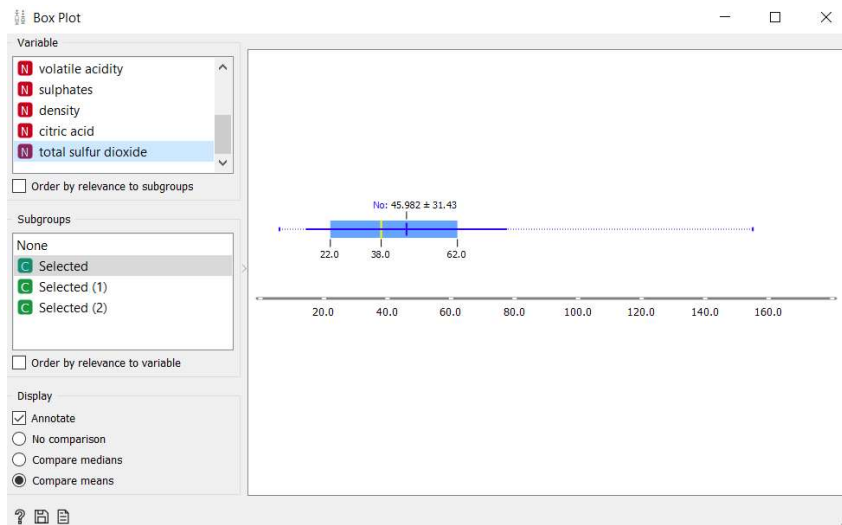 Box Plot
Variable
N volatile acidity
N sulphates
N density
N citric acid
N total sulfur dioxide
Order by relevance to subgroups
Subgroups
None
C Selected
C Selected (1)
C Selected (2)
Order by relevance to variable
Display
Annotate
No comparison
Compare medians
Compare means
?
No: 45.982 ± 31.43
22.0 38.0 62.0
20.0 40.0 60.0 80.0 100.0 120.0 140.0 160.0